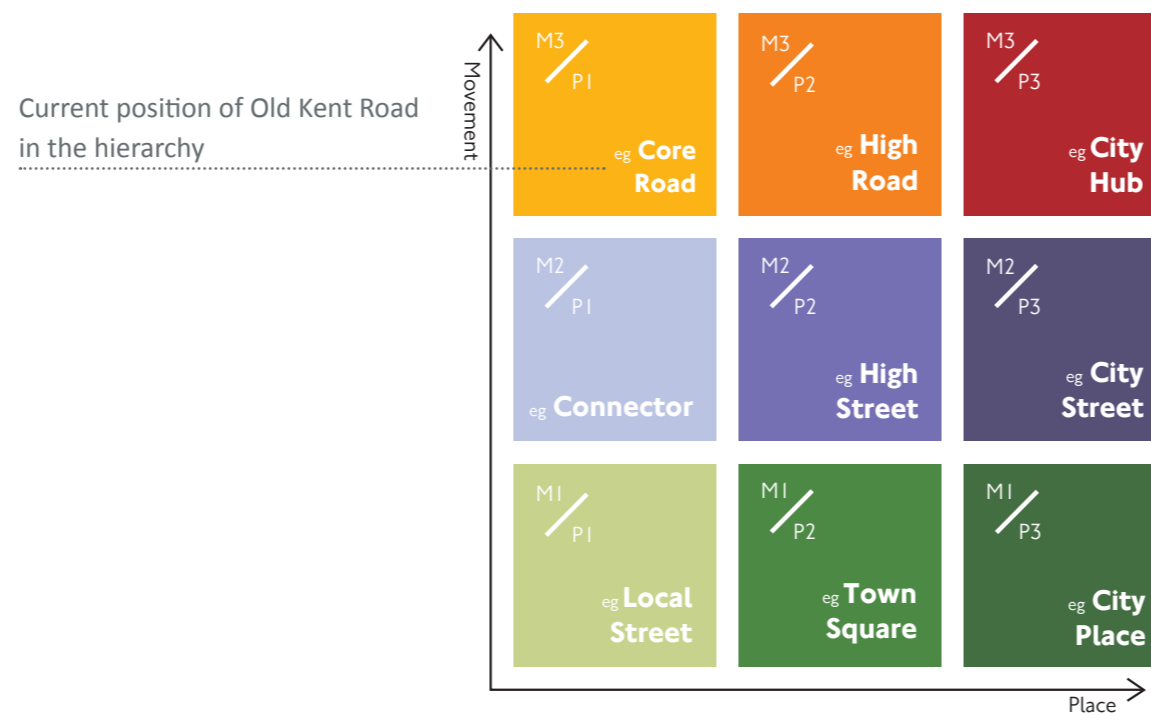 Current position of Old Kent Road
in the hierarchy
Movement
M3
P1
eg Core
Road
M3
P2
eg High
Road
M3
P3
eg City
Hub
M2
P1
eg Connector
M2
P2
eg High
Street
M2
P3
eg City
Street
M1
P1
eg Local
Street
M1
P2
eg Town
Square
M1
P3
eg City
Place
Place